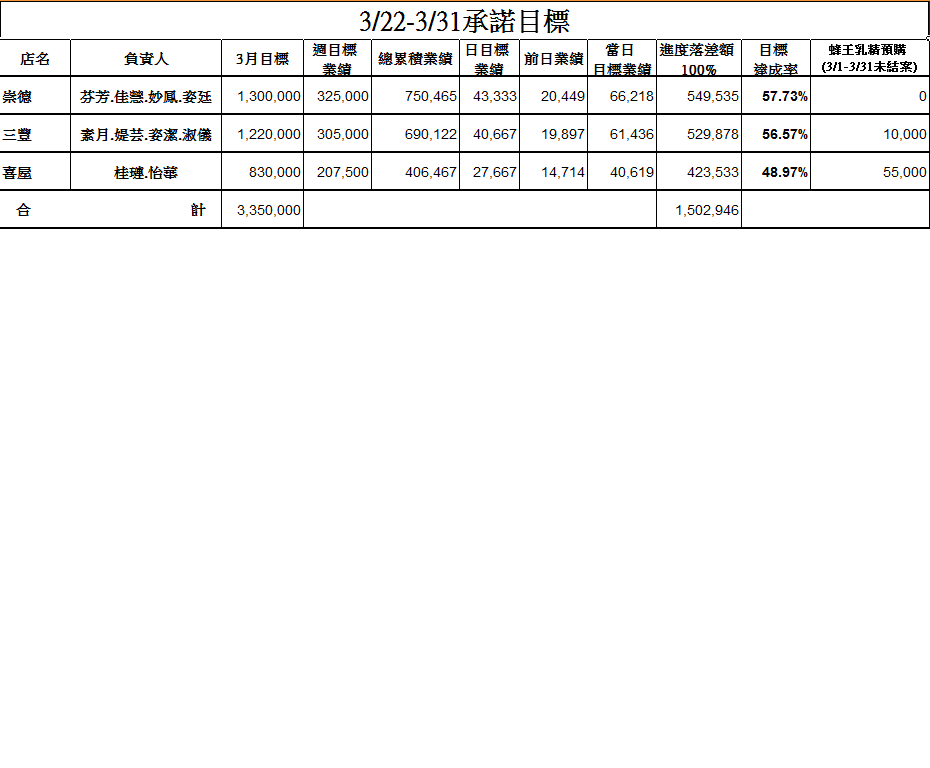 3/22-3/31承諾目標
店名 負責人 3月目標 週目標業績 總累積業績 日目標業績 前日業績 當日目標業績 進度落差額100% 目標達成率 蜂王乳精預購(3/1-3/31未結案)
崇德 芬芳.佳慧.妙鳳.姿廷 1,300,000 325,000 750,465 43,333 20,449 66,218 549,535 57.73% 0
三豐 素月.媞芸.姿潔.淑儀 1,220,000 305,000 690,122 40,667 19,897 61,436 529,878 56.57% 10,000
喜屋 桂瑭.怡華 830,000 207,500 406,467 27,667 14,714 40,619 423,533 48.97% 55,000
合計 3,350,000 1,502,946